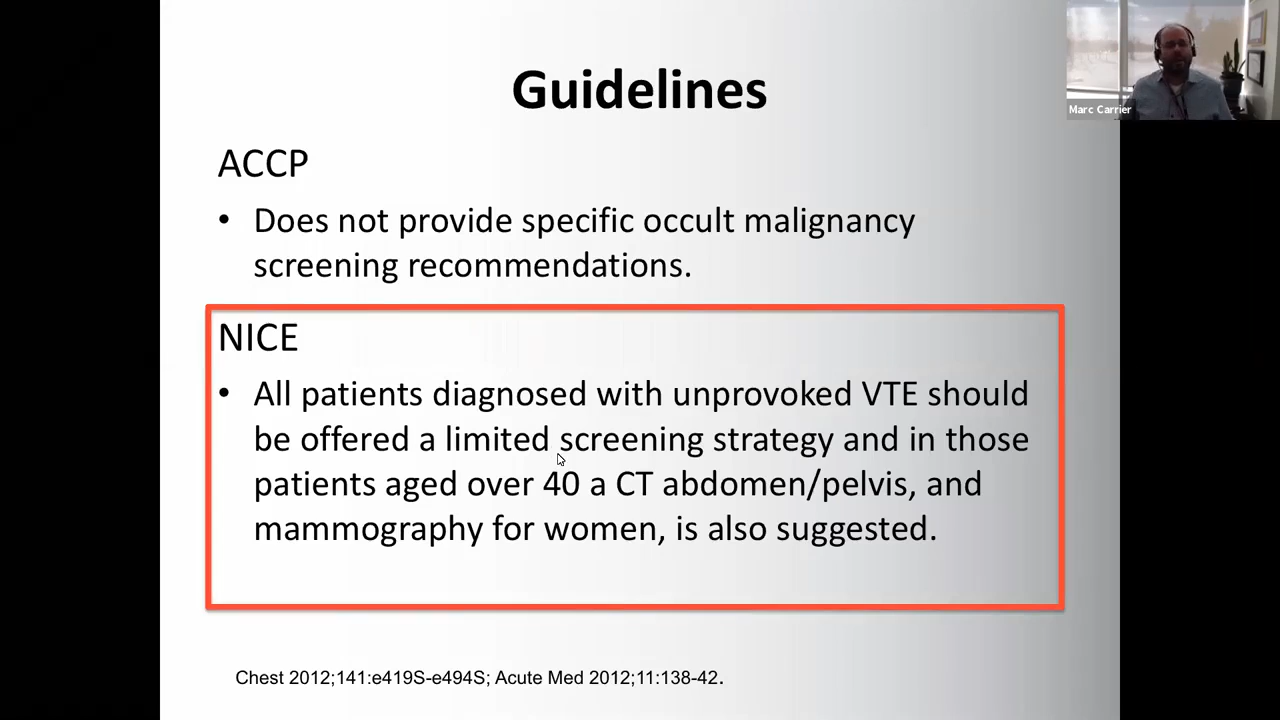 Guidelines
Marc Carrier
ACCP
• Does not provide specific occult malignancy
screening recommendations.
NICE
• All patients diagnosed with unprovoked VTE should
be offered a limited screening strategy and in those
patients aged over 40 a CT abdomen/pelvis, and
mammography for women, is also suggested.
Chest 2012;141:e419S-e494S; Acute Med 2012;11:138-42.